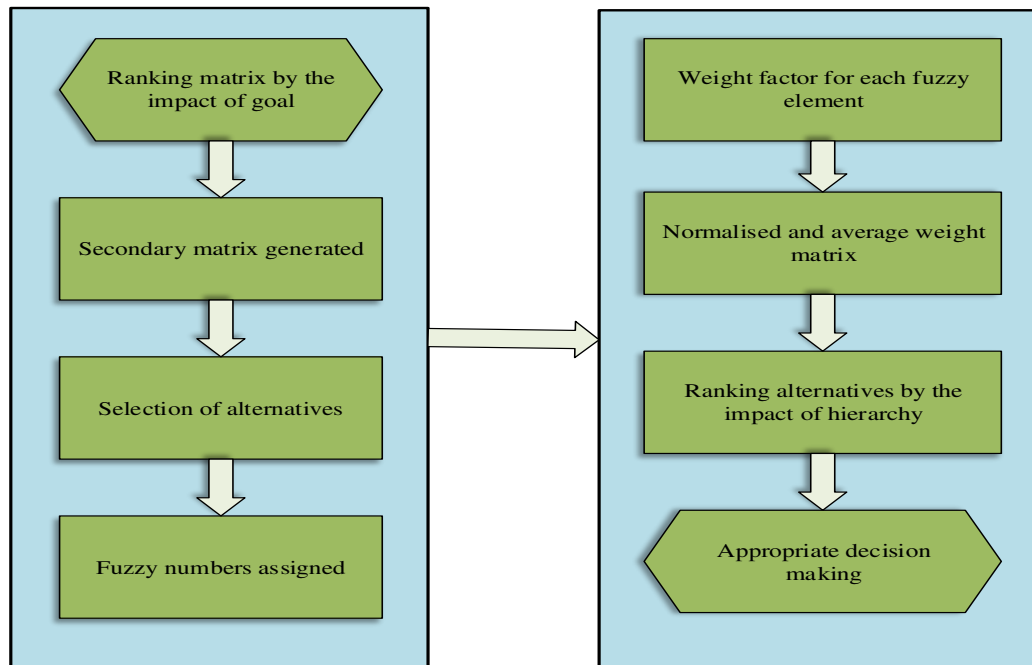 Ranking matrix by the
impact of goal
Secondary matrix generated
Selection of alternatives
Fuzzy numbers assigned
Weight factor for each fuzzy
element
Normalised and average weight
matrix
Ranking alternatives by the
impact of hierarchy
Appropriate decision
making